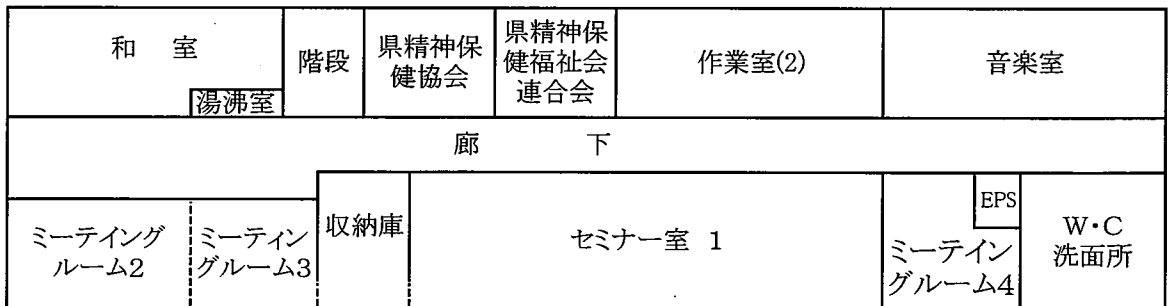 和　室
湯沸室
階段
県精神保
健協会
県精神保
健福祉会
連合会
作業室(2)
音楽室
廊　下
ミーテイング
ルーム2
ミーティン
グルーム3
収納庫
セミナー室 1
ミーテイン
グルーム4
EPS
W・C
洗面所